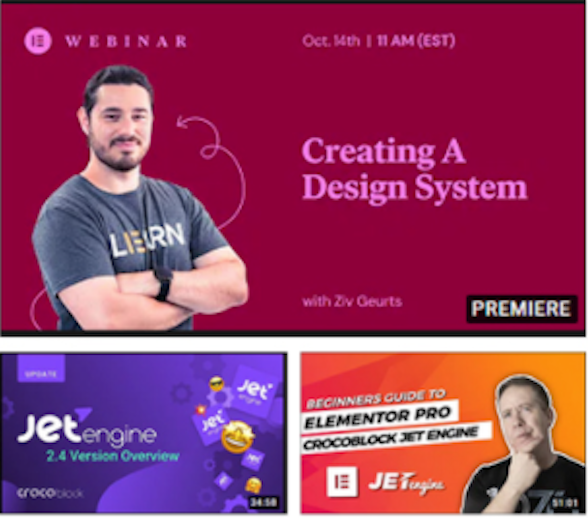 WEBINAR
Oct. 14th | 11 AM (EST)
Creating A
Design System
LEARN
with Ziv Geurts
PREMIERE
UPDATE
Jet engine
2.4 Version Overview
crocoblock
Jet
engine
Jet
34:58
BEGINNERS GUIDE TO
ELEMENTOR PRO
CROCOBLOCK JET ENGINE
JET engine
51:01